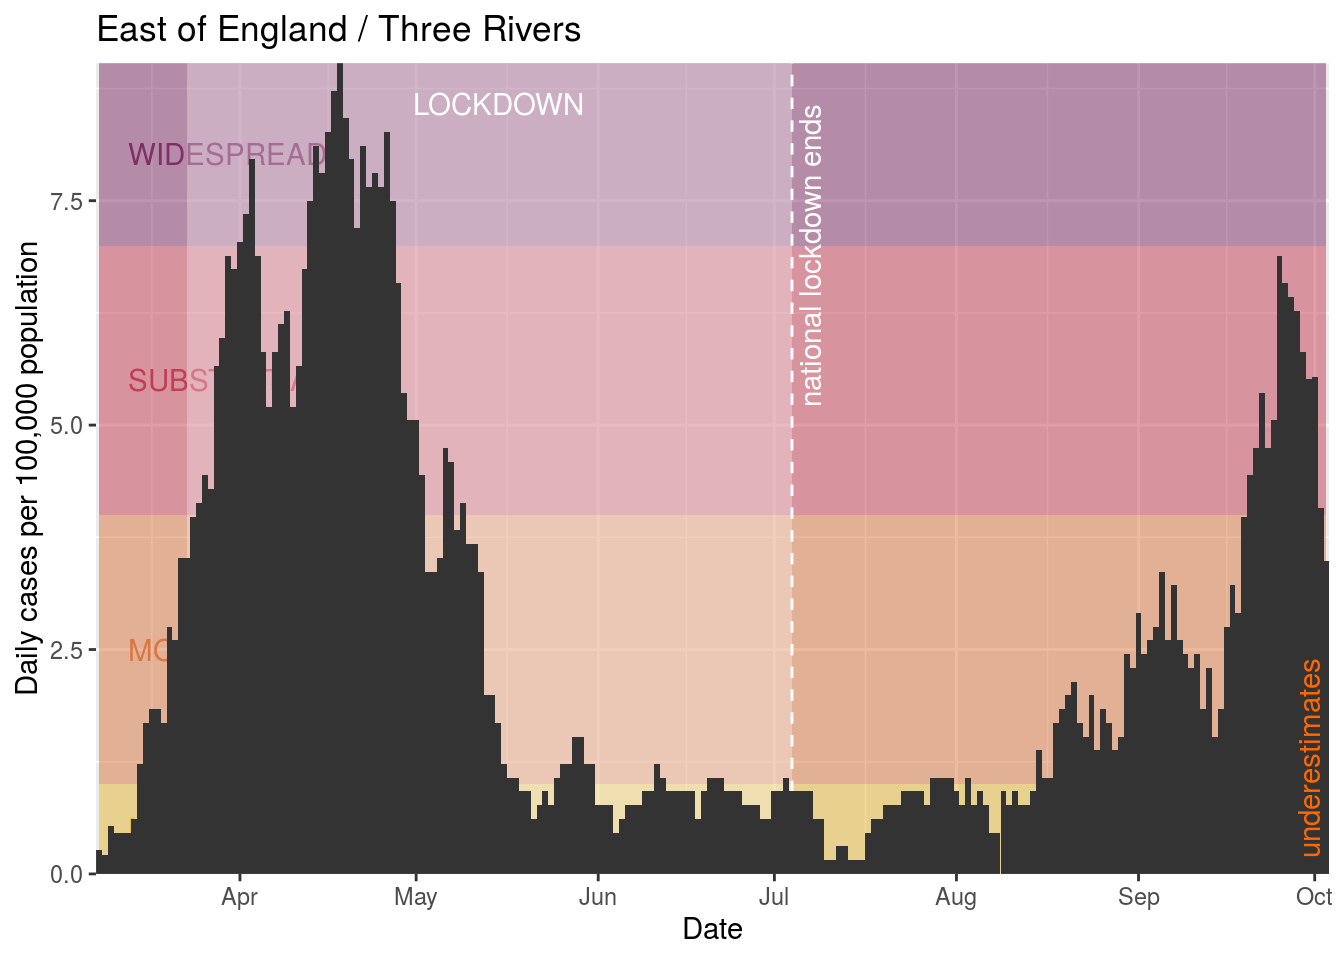 East of England / Three Rivers
LOCKDOWN
WIDESPREAD
national lockdown ends
underestimates
Daily cases per 100,000 population
7.5
5.0
2.5
0.0
Apr
May
Jun
Jul
Aug
Sep
Oct
Date